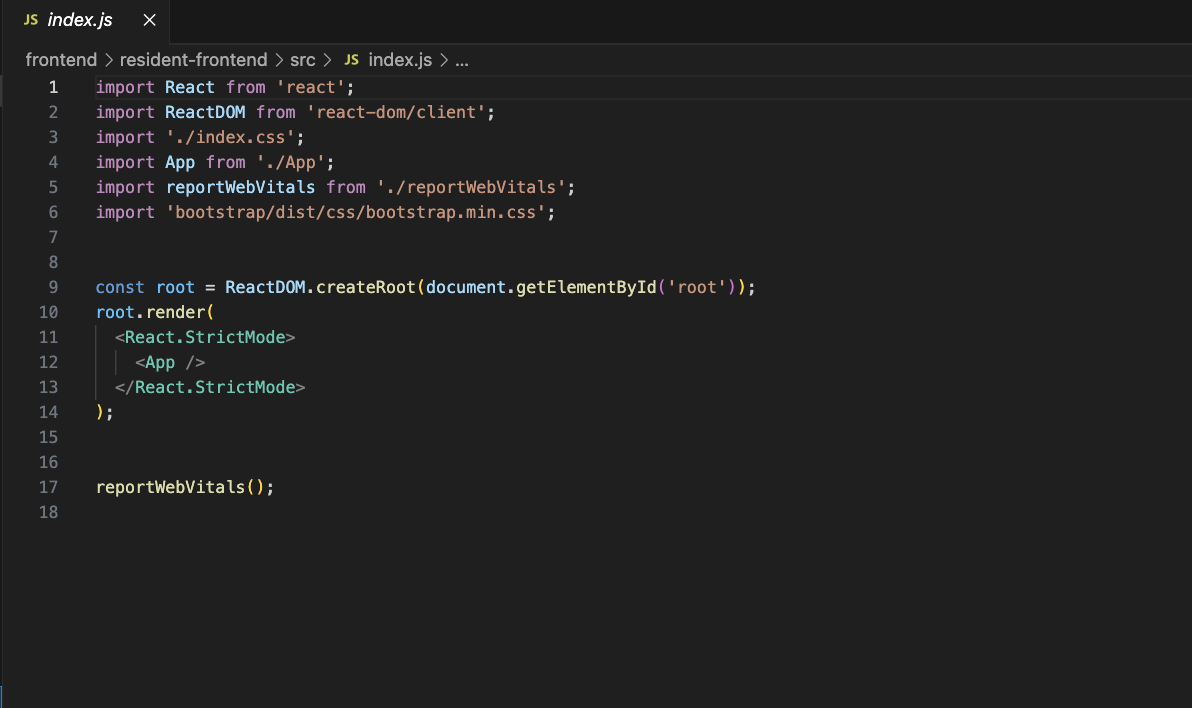 JS index.js ×
frontend > resident-frontend > src > JS index.js > ...
1 import React from 'react';
2 import ReactDOM from 'react-dom/client';
3 import './index.css';
4 import App from './App';
5 import reportWebVitals from './reportWebVitals';
6 import 'bootstrap/dist/css/bootstrap.min.css';
7
8
9 const root = ReactDOM.createRoot(document.getElementById('root'));
10 root.render(
11   <React.StrictMode>
12     <App />
13   </React.StrictMode>
14 );
15
16
17 reportWebVitals();
18